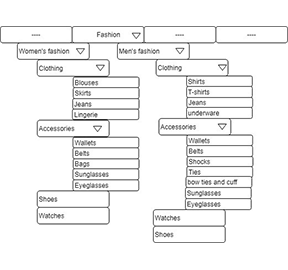 ---- Fashion ---- ----
Women's fashion Men's fashion
Clothing
Blouses
Skirts
Jeans
Lingerie
Accessories
Wallets
Belts
Bags
Sunglasses
Eyeglasses
Shoes
Watches
Clothing
Shirts
T-shirts
Jeans
underware
Accessories
Wallets
Belts
Shocks
Ties
bow ties and cuff
Sunglasses
Eyeglasses
Watches
Shoes